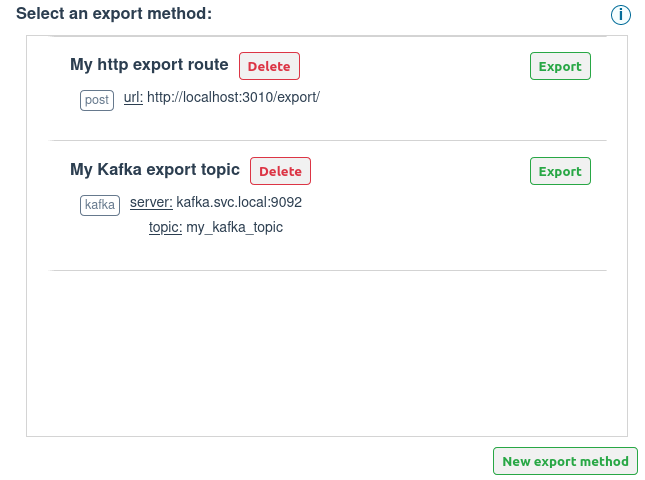 Select an export method:
i
My http export route Delete Export
post url: http://localhost:3010/export/
My Kafka export topic Delete Export
kafka server: kafka.svc.local:9092
topic: my_kafka_topic
New export method